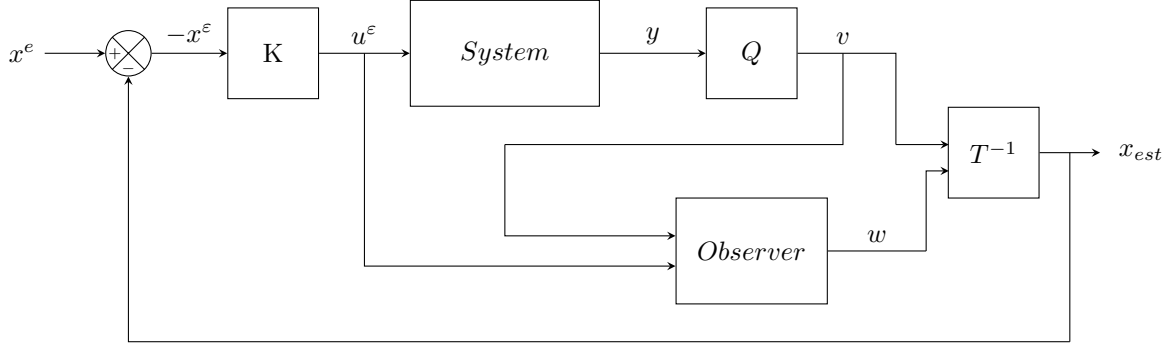 x^e
+
−
−x^ε
K
u^ε
System
y
Q
v
T^{−1}
x_{est}
Observer
w